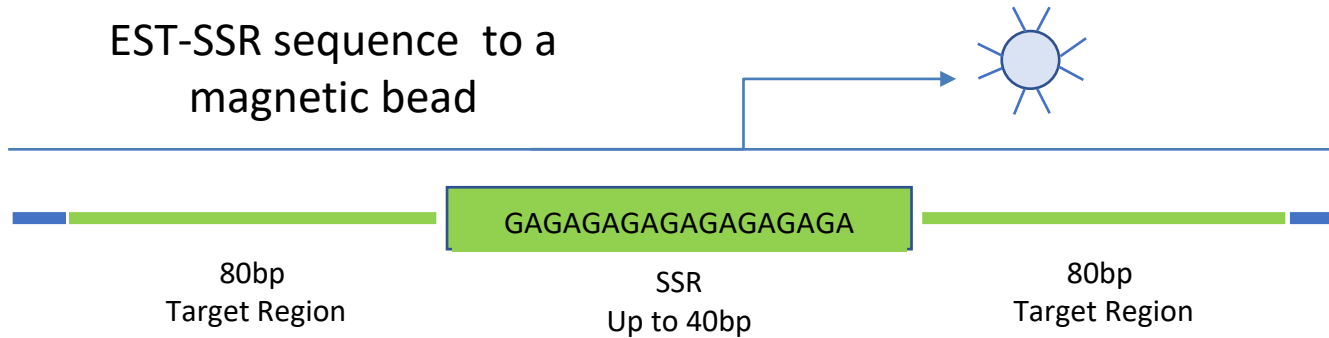 EST-SSR sequence to a
magnetic bead
GAGAGAGAGAGAGAGAGA
80bp
Target Region
SSR
Up to 40bp
80bp
Target Region